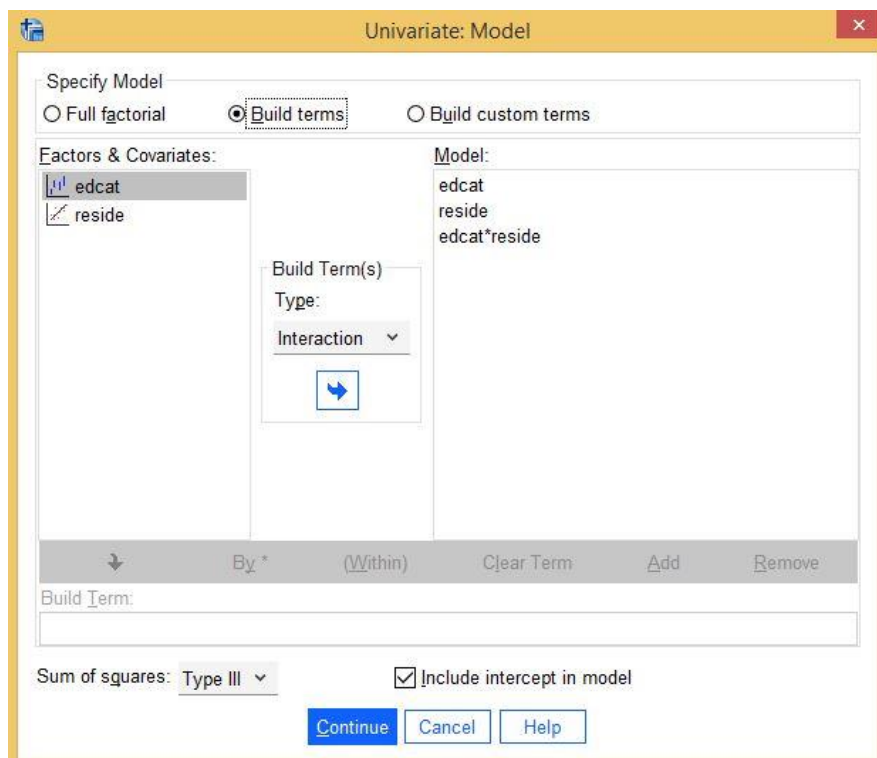 Univariate: Model
Specify Model
Full factorial Build terms Build custom terms
Factors & Covariates: Model:
edcat edcat
reside reside
edcat*reside
Build Term(s)
Type:
Interaction
By * (Within) Clear Term Add Remove
Build Term:
Sum of squares: Type III Include intercept in model
Continue Cancel Help